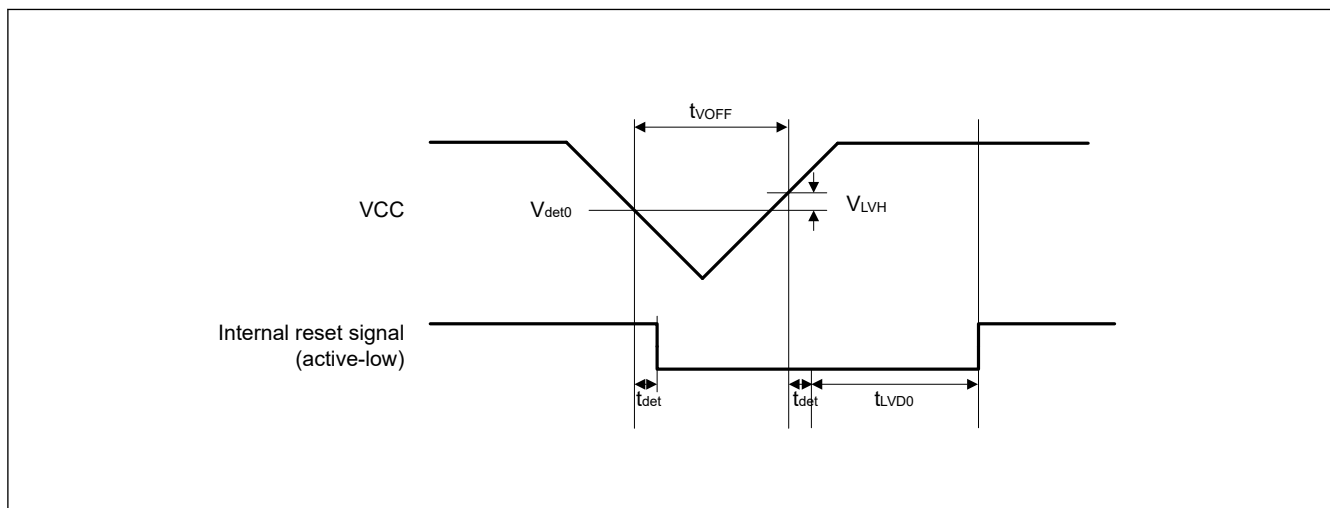 tVOFF
VCC
Vdet0
VLVH
Internal reset signal
(active-low)
tdet
tdet
tLVD0